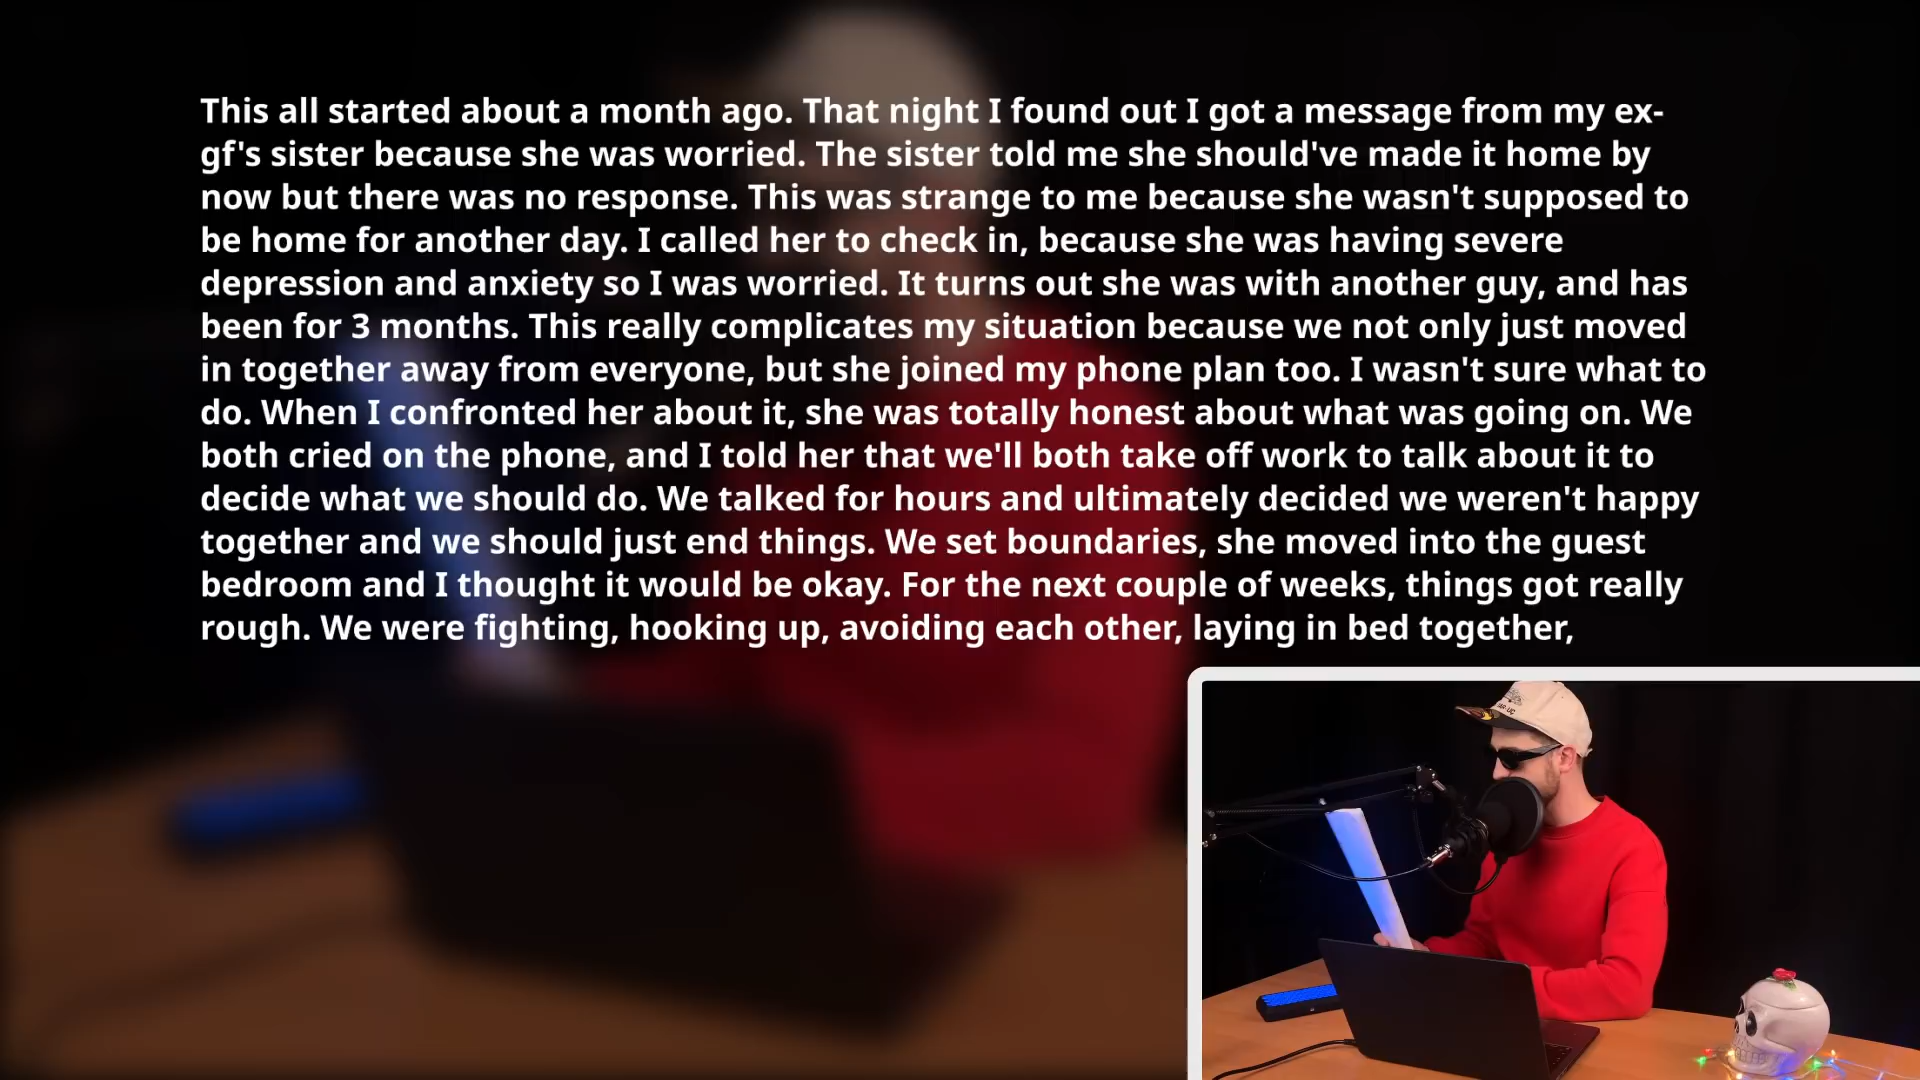 This all started about a month ago. That night I found out I got a message from my ex-
gf's sister because she was worried. The sister told me she should've made it home by
now but there was no response. This was strange to me because she wasn't supposed to
be home for another day. I called her to check in, because she was having severe
depression and anxiety so I was worried. It turns out she was with another guy, and has
been for 3 months. This really complicates my situation because we not only just moved
in together away from everyone, but she joined my phone plan too. I wasn't sure what to
do. When I confronted her about it, she was totally honest about what was going on. We
both cried on the phone, and I told her that we'll both take off work to talk about it to
decide what we should do. We talked for hours and ultimately decided we weren't happy
together and we should just end things. We set boundaries, she moved into the guest
bedroom and I thought it would be okay. For the next couple of weeks, things got really
rough. We were fighting, hooking up, avoiding each other, laying in bed together,